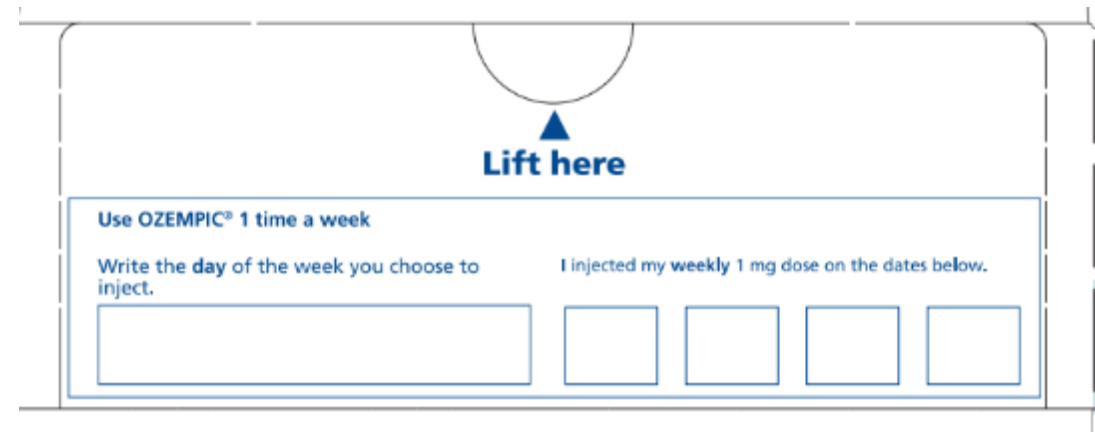 Lift here
Use OZEMPIC® 1 time a week
Write the day of the week you choose to
inject.
I injected my weekly 1 mg dose on the dates below.